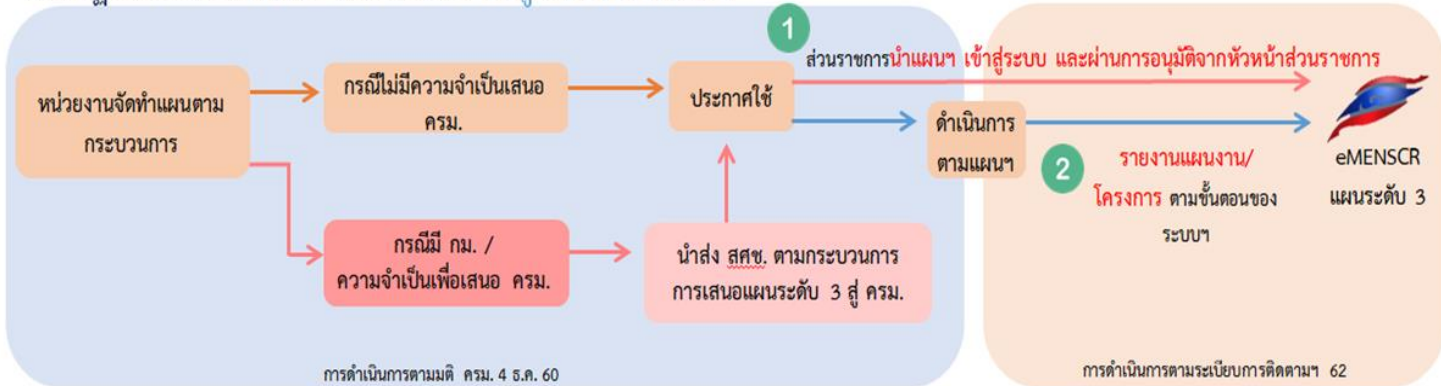 1
ส่วนราชการนำแผนฯ เข้าสู่ระบบ และผ่านการอนุมัติจากหัวหน้าส่วนราชการ
หน่วยงานจัดทำแผนตาม
กระบวนการ
กรณีไม่มีความจำเป็นเสนอ
ครม.
ประกาศใช้
ดำเนินการ
ตามแผนฯ
2
รายงานแผนงาน/
โครงการ ตามขั้นตอนของ
ระบบฯ
eMENSCR
แผนระดับ 3
กรณีมี กม. /
ความจำเป็นเพื่อเสนอ ครม.
นำส่ง สศช. ตามกระบวนการ
การเสนอแผนระดับ 3 สู่ ครม.
การดำเนินการตามมติ ครม. 4 ธ.ค. 60
การดำเนินการตามระเบียบการติดตามฯ 62